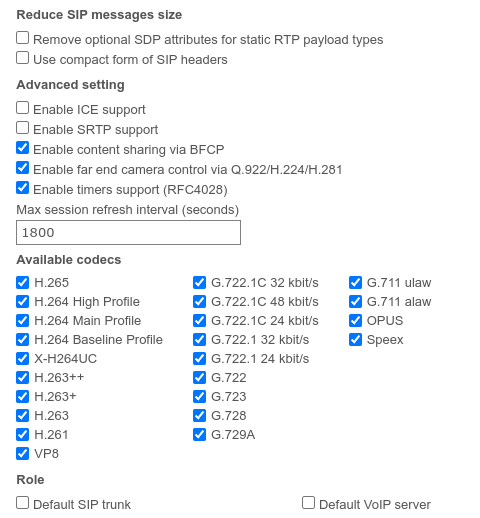 Reduce SIP messages size
Remove optional SDP attributes for static RTP payload types
Use compact form of SIP headers
Advanced setting
Enable ICE support
Enable SRTP support
Enable content sharing via BFCP
Enable far end camera control via Q.922/H.224/H.281
Enable timers support (RFC4028)
Max session refresh interval (seconds)
1800
Available codecs
H.265 G.722.1C 32 kbit/s G.711 ulaw
H.264 High Profile G.722.1C 48 kbit/s G.711 alaw
H.264 Main Profile G.722.1C 24 kbit/s OPUS
H.264 Baseline Profile G.722.1 32 kbit/s Speex
X-H264UC G.722.1 24 kbit/s
H.263++ G.722
H.263+ G.723
H.263 G.728
H.261 G.729A
VP8
Role
Default SIP trunk Default VoIP server